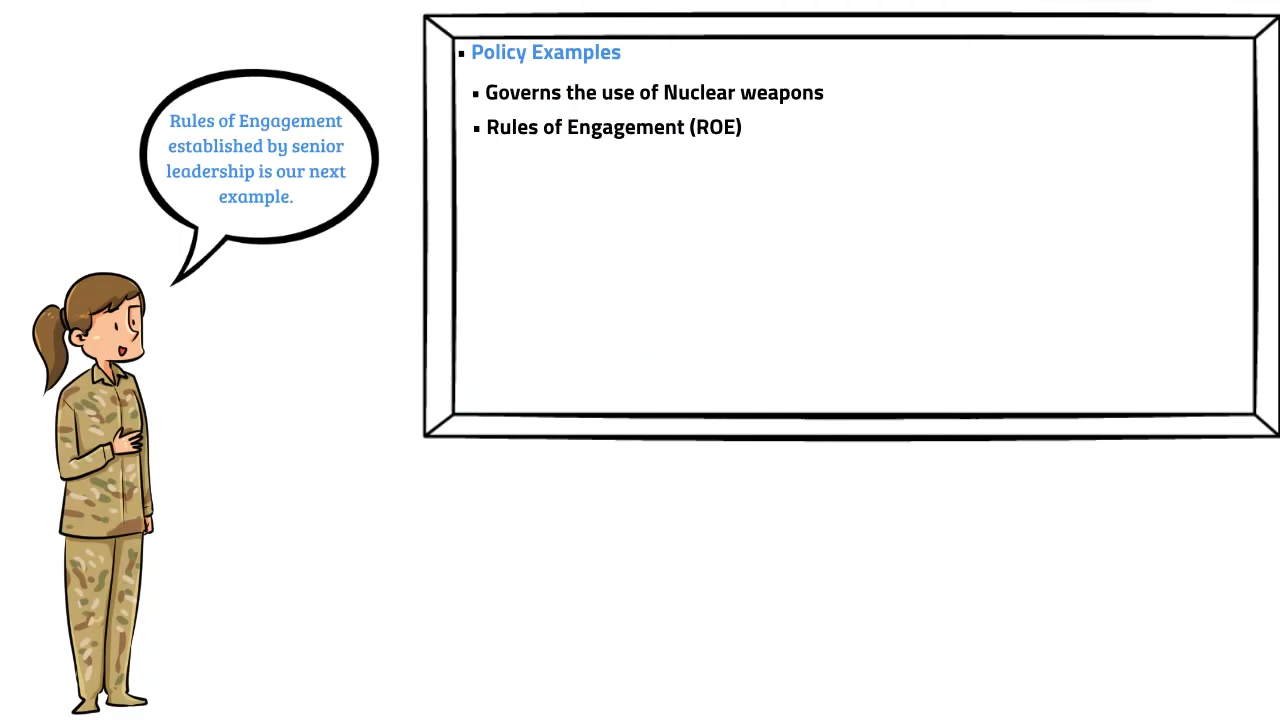 Rules of Engagement
established by senior
leadership is our next
example.
▪ Policy Examples
▪ Governs the use of Nuclear weapons
▪ Rules of Engagement (ROE)